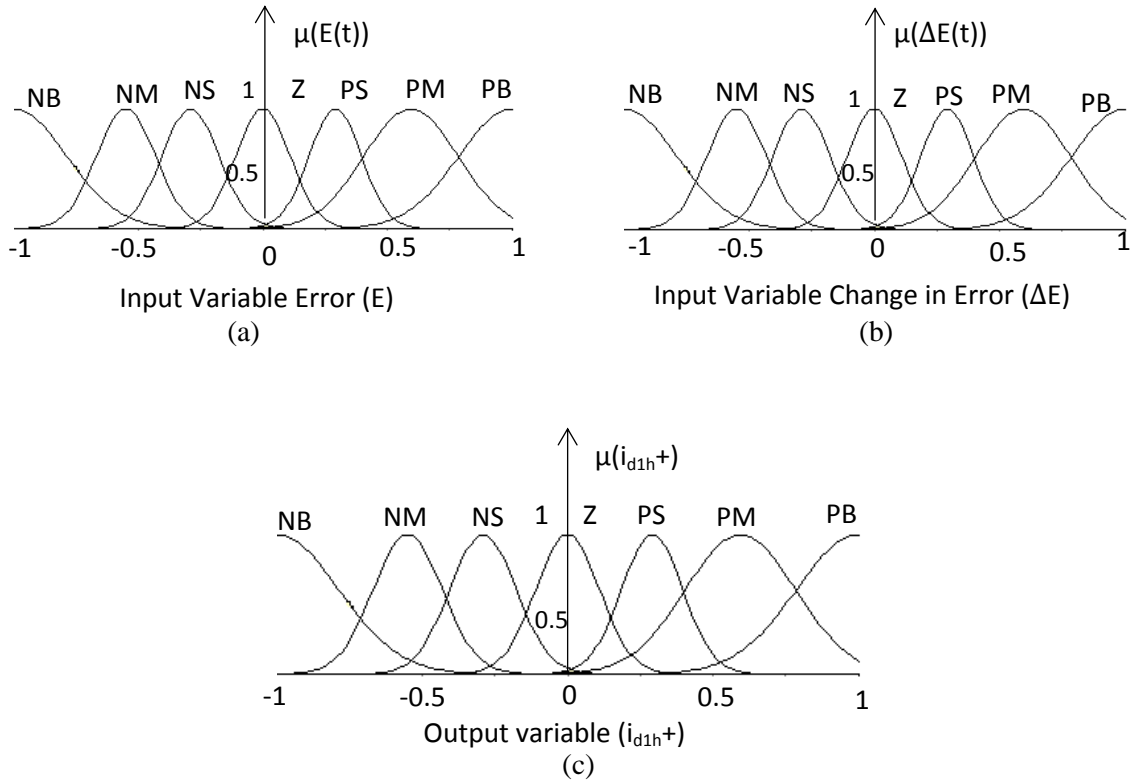 μ(E(t))
NB NM NS 1 Z PS PM PB
0.5
-1 -0.5 0 0.5 1
Input Variable Error (E)
(a)
μ(ΔE(t))
NB NM NS 1 Z PS PM PB
0.5
-1 -0.5 0 0.5 1
Input Variable Change in Error (ΔE)
(b)
μ(id1h+)
NB NM NS 1 Z PS PM PB
0.5
-1 -0.5 0 0.5 1
Output variable (id1h+)
(c)